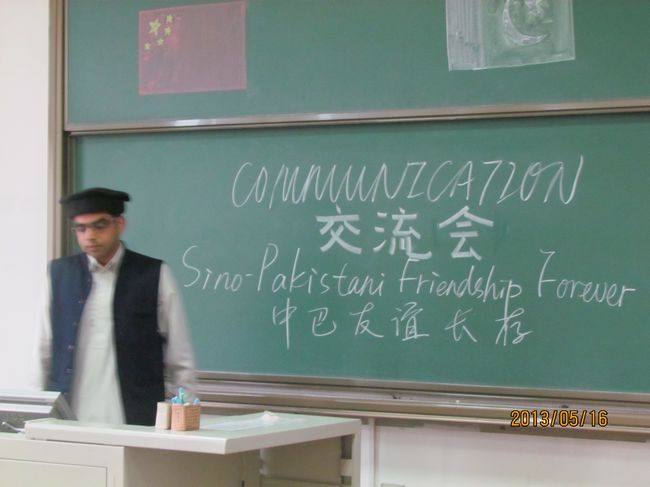 COMMUNICATION
交流会
Sino-Pakistani Friendship Forever
中巴友谊长存
2013/05/16